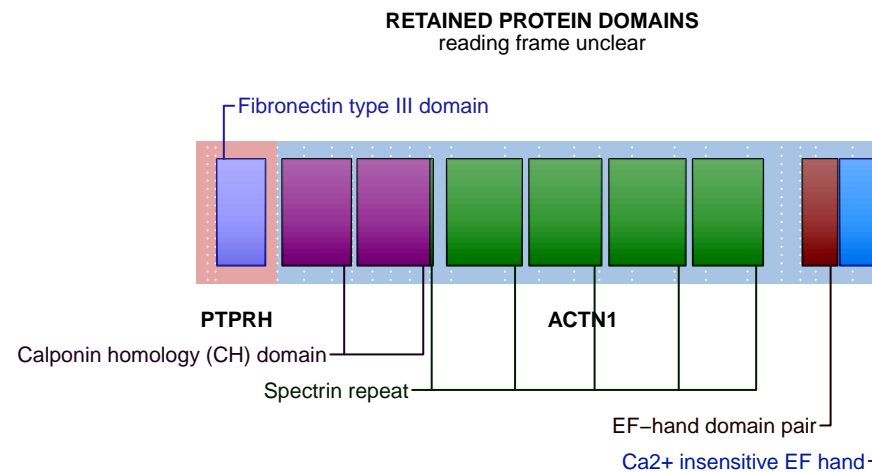 RETAINED PROTEIN DOMAINS
reading frame unclear
Fibronectin type III domain
PTPRH
ACTN1
Calponin homology (CH) domain
Spectrin repeat
EF−hand domain pair
Ca2+ insensitive EF hand